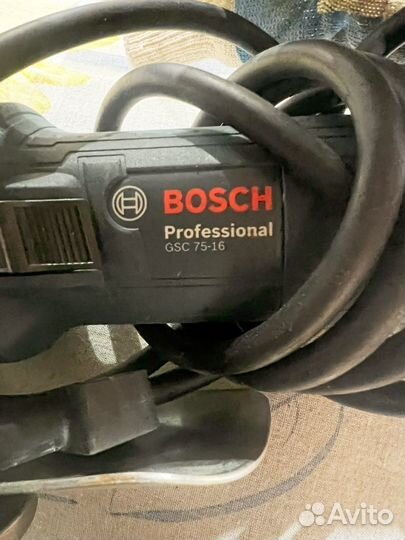 BOSCH
Professional
GSC 75-16
Avito